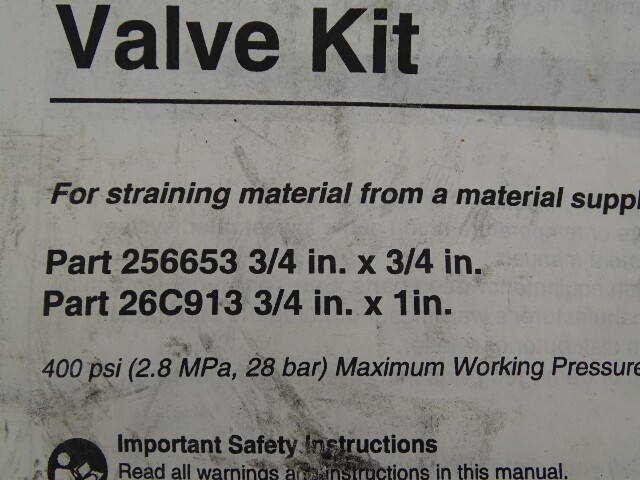 Valve Kit
For straining material from a material
Part 256653 3/4 in. x 3/4 in.
Part 26C913 3/4 in. x 1in.
400 psi (2.8 MPa, 28 bar) Maximum Working Pressure
Important Safety Instructions
Read all warnings and instructions in this manual.